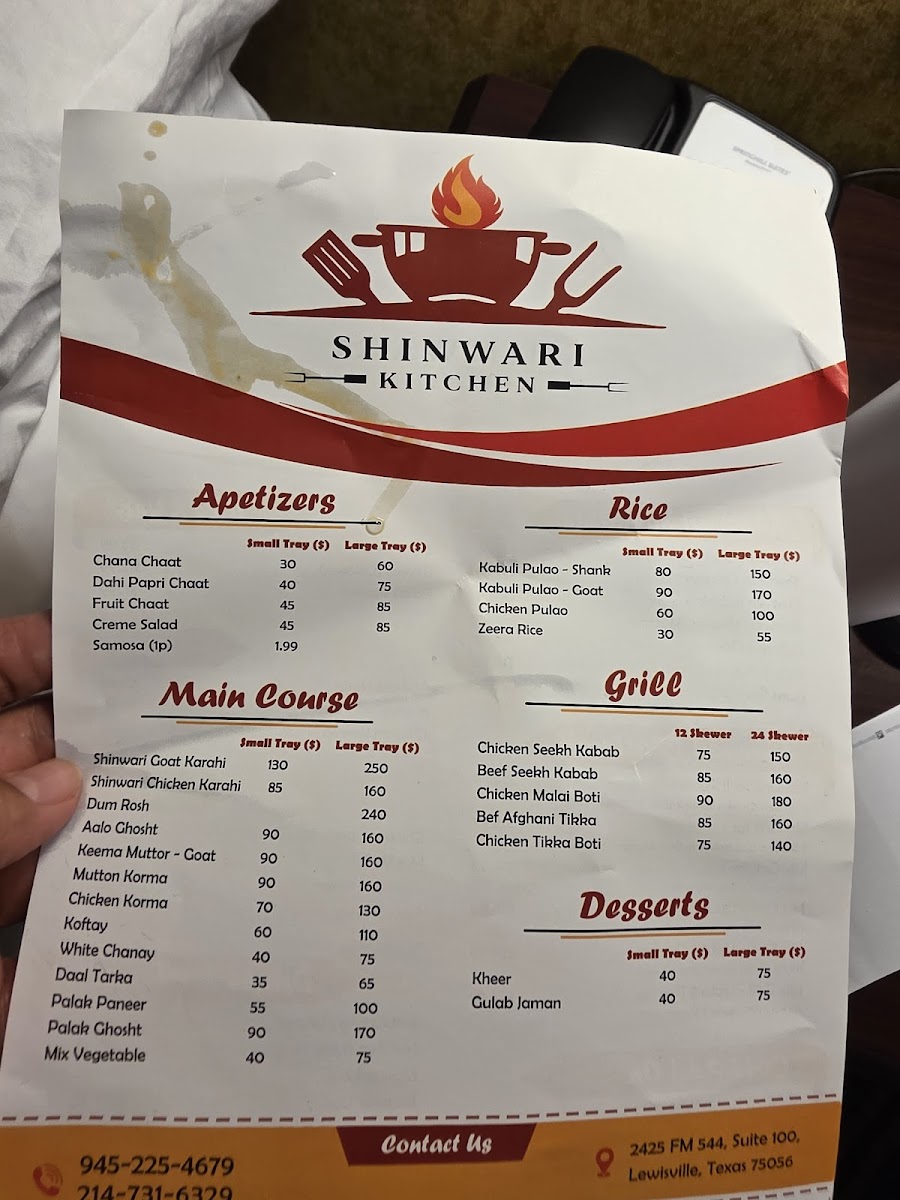 SHINWARI
KITCHEN
Apetizers
Small Tray ($) Large Tray ($)
Chana Chaat 30 60
Dahi Papri Chaat 40 75
Fruit Chaat 45 85
Creme Salad 45 85
Samosa (1p) 1.99
Main Course
Small Tray ($) Large Tray ($)
Shinwari Goat Karahi 130 250
Shinwari Chicken Karahi 85 160
Dum Rosh 240
Aalo Ghosht 90 160
Keema Muttor - Goat 90 160
Mutton Korma 90 160
Chicken Korma 70 130
Koftay 60 110
White Chanay 40 75
Daal Tarka 35 65
Palak Paneer 55 100
Palak Ghosht 90 170
Mix Vegetable 40 75
Rice
Small Tray ($) Large Tray ($)
Kabuli Pulao - Shank 80 150
Kabuli Pulao - Goat 90 170
Chicken Pulao 60 100
Zeera Rice 30 55
Grill
12 Skewer 24 Skewer
Chicken Seekh Kabab 75 150
Beef Seekh Kabab 85 160
Chicken Malai Boti 90 180
Bef Afghani Tikka 85 160
Chicken Tikka Boti 75 140
Desserts
Small Tray ($) Large Tray ($)
Kheer 40 75
Gulab Jaman 40 75
Contact Us
945-225-4679
214-731-6329
2425 FM 544, Suite 100,
Lewisville, Texas 75056